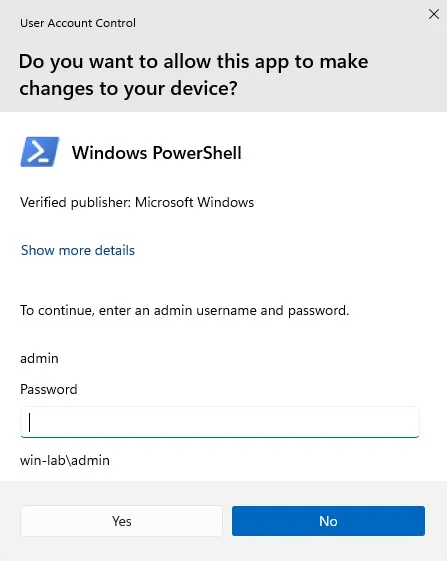 User Account Control
Do you want to allow this app to make
changes to your device?
Windows PowerShell
Verified publisher: Microsoft Windows
Show more details
To continue, enter an admin username and password.
admin
Password
win-lab\admin
Yes
No